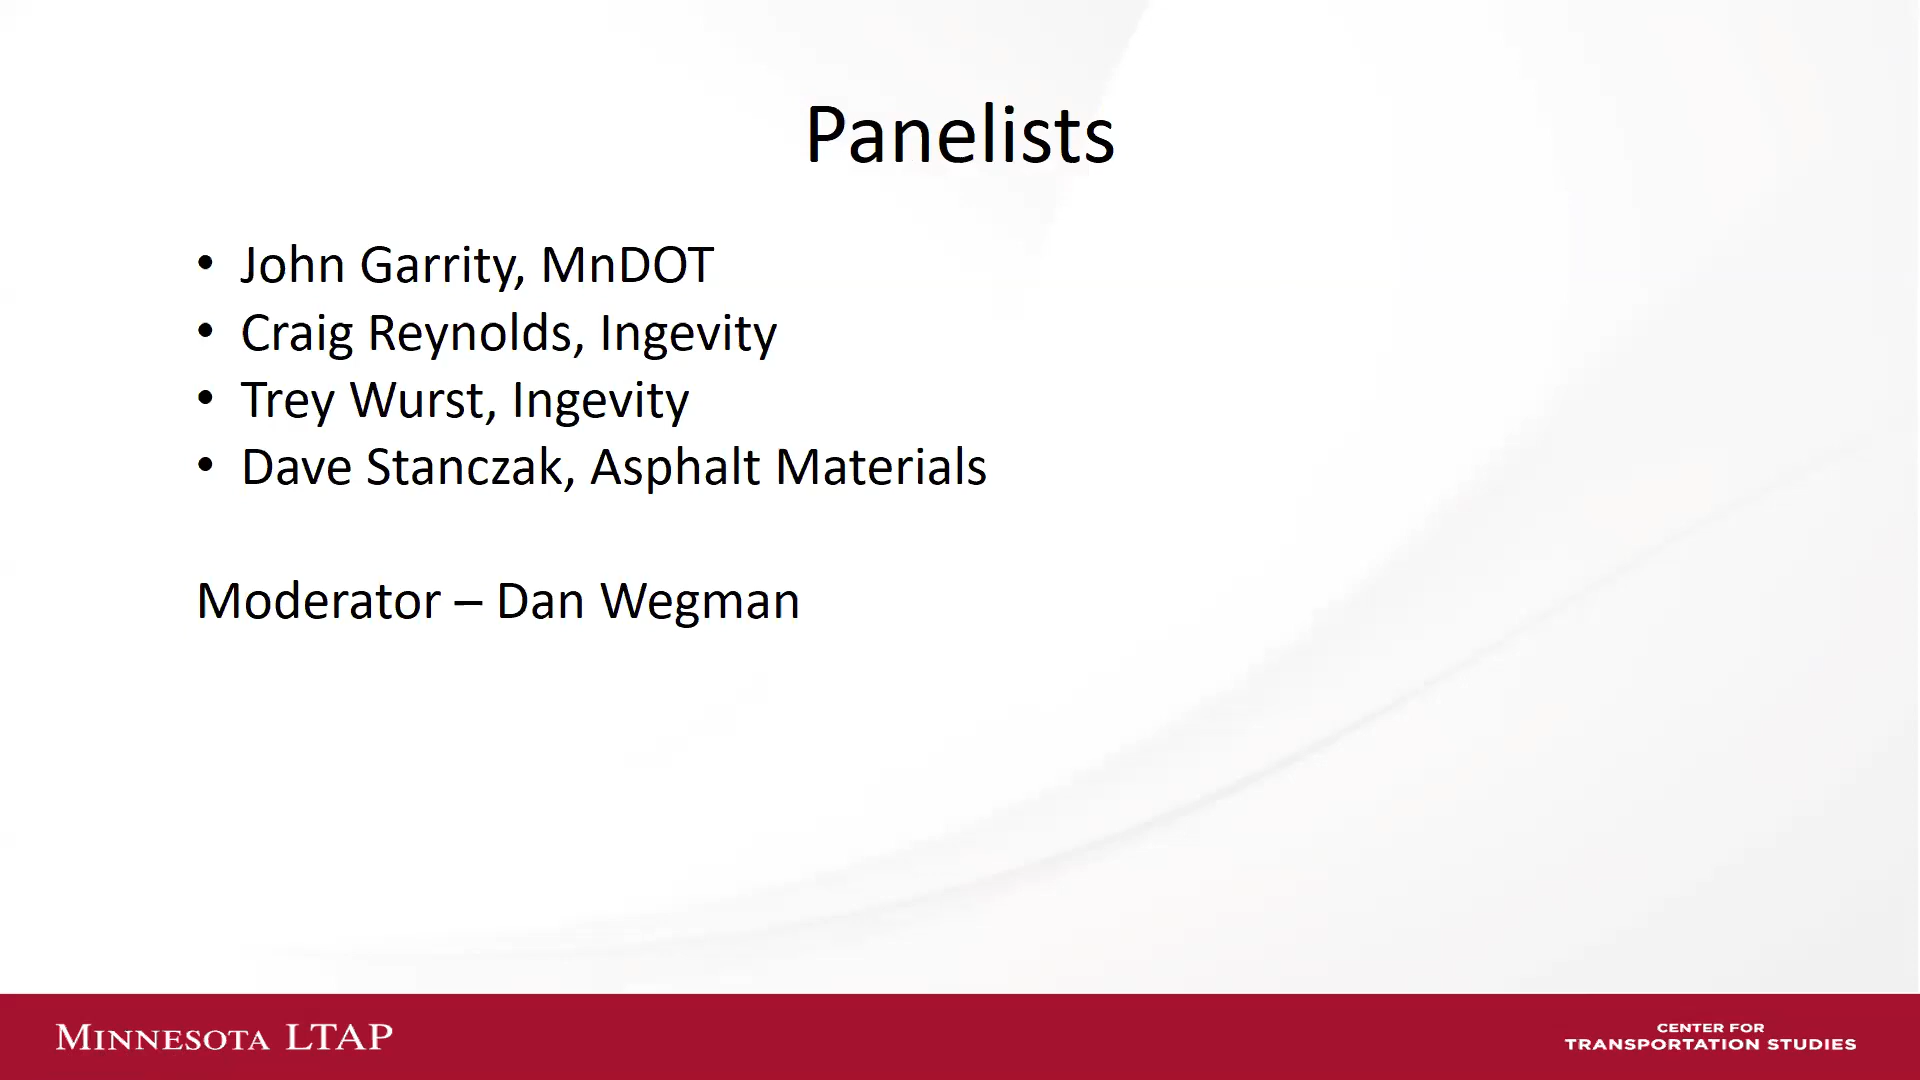 Panelists
• John Garrity, MnDOT
• Craig Reynolds, Ingevity
• Trey Wurst, Ingevity
• Dave Stanczak, Asphalt Materials
Moderator – Dan Wegman
MINNESOTA LTAP
CENTER FOR
TRANSPORTATION STUDIES